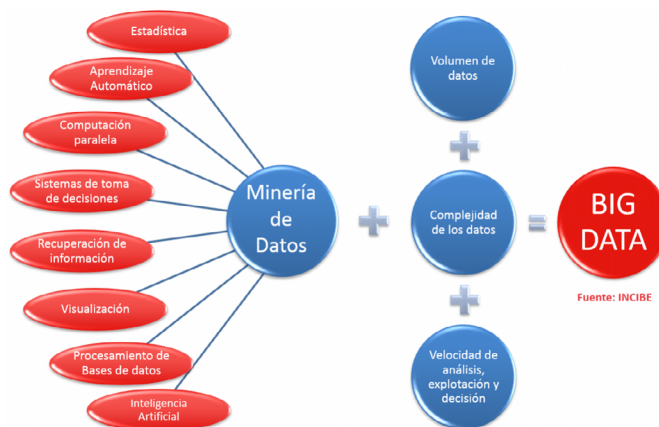 Estadística
Aprendizaje
Automático
Computación
paralela
Sistemas de toma
de decisiones
Recuperación de
información
Visualización
Procesamiento de
Bases de datos
Inteligencia
Artificial
Minería
de
Datos
+
Volumen de
datos
+
Complejidad
de los datos
+
Velocidad de
análisis,
explotación y
decisión
=
BIG
DATA
Fuente: INCIBE